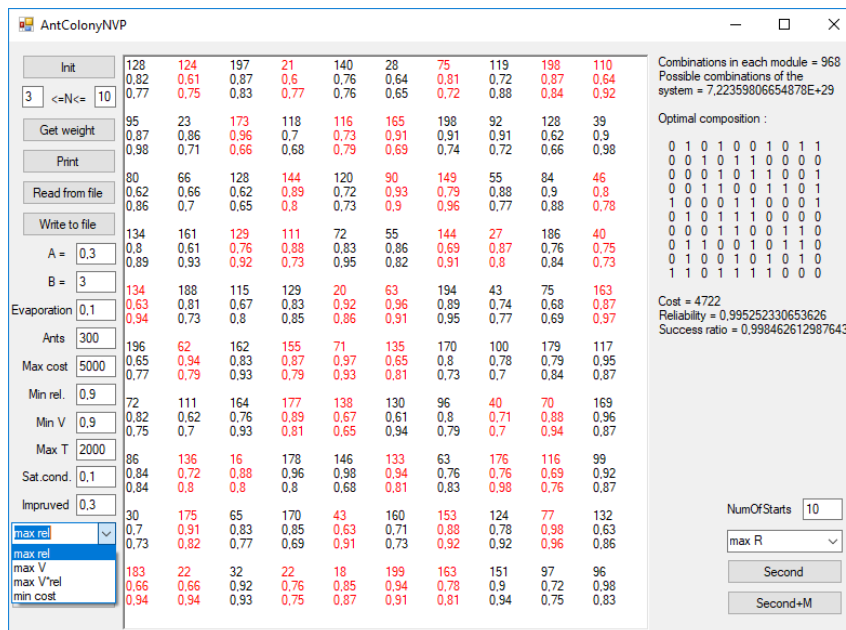 AntColonyNVP
Init
3 <=N<= 10
Get weight
Print
Read from file
Write to file
A = 0,3
B = 3
Evaporation 0,1
Ants 300
Max cost 5000
Min rel. 0,9
Min V 0,9
Max T 2000
Sat.cond. 0,1
Impruved 0,3
max rel
max rel
max V
max V*rel
min cost
128 124 197 21 140 28 75 119 198 110
0,82 0,61 0,87 0,6 0,76 0,64 0,81 0,72 0,87 0,64
0,77 0,75 0,83 0,77 0,76 0,65 0,72 0,88 0,84 0,92
95 23 173 118 116 165 198 92 128 39
0,87 0,86 0,96 0,7 0,73 0,91 0,91 0,91 0,62 0,9
0,98 0,71 0,66 0,68 0,79 0,69 0,74 0,72 0,66 0,98
80 66 128 144 120 90 149 55 84 46
0,62 0,66 0,62 0,89 0,72 0,93 0,79 0,88 0,9 0,8
0,86 0,7 0,65 0,8 0,73 0,9 0,96 0,77 0,88 0,78
134 161 129 111 72 55 144 27 186 40
0,8 0,61 0,76 0,88 0,83 0,86 0,69 0,87 0,76 0,75
0,89 0,93 0,92 0,73 0,95 0,82 0,91 0,8 0,84 0,73
134 188 115 129 20 63 194 43 75 163
0,63 0,81 0,67 0,83 0,92 0,96 0,89 0,74 0,68 0,87
0,94 0,73 0,8 0,85 0,86 0,91 0,95 0,77 0,69 0,97
196 62 162 155 71 135 170 100 179 117
0,65 0,94 0,83 0,87 0,97 0,65 0,8 0,78 0,79 0,95
0,77 0,79 0,93 0,79 0,93 0,81 0,73 0,7 0,84 0,87
72 111 164 177 138 130 96 40 70 169
0,82 0,62 0,76 0,89 0,67 0,61 0,8 0,71 0,88 0,96
0,75 0,7 0,93 0,81 0,65 0,94 0,79 0,7 0,94 0,87
86 136 16 178 146 133 63 176 116 99
0,84 0,72 0,88 0,96 0,98 0,94 0,76 0,76 0,69 0,92
0,84 0,8 0,8 0,8 0,68 0,81 0,83 0,98 0,76 0,87
30 175 65 170 43 160 153 124 77 132
0,7 0,91 0,83 0,85 0,63 0,71 0,88 0,78 0,98 0,63
0,73 0,82 0,77 0,69 0,91 0,73 0,92 0,92 0,96 0,86
183 22 32 22 18 199 163 151 97 96
0,66 0,66 0,92 0,76 0,85 0,94 0,78 0,9 0,72 0,98
0,94 0,94 0,93 0,75 0,87 0,91 0,81 0,94 0,75 0,83
Combinations in each module = 968
Possible combinations of the
system = 7,22359806654878E+29
Optimal composition :
0 1 0 1 0 0 1 0 1 1
0 0 1 0 1 1 0 0 0 0
0 0 0 1 0 1 1 0 0 1
0 0 1 1 0 0 1 1 0 1
1 0 0 0 1 1 0 0 0 1
0 1 0 1 1 1 0 0 0 0
0 0 0 1 1 0 0 1 1 0
0 1 1 0 0 1 0 1 1 0
0 1 0 0 1 0 1 0 1 0
1 1 0 1 1 1 1 0 0 0
Cost = 4722
Reliability = 0,995252330653626
Success ratio = 0,998462612987643
NumOfStarts 10
max R
Second
Second+M